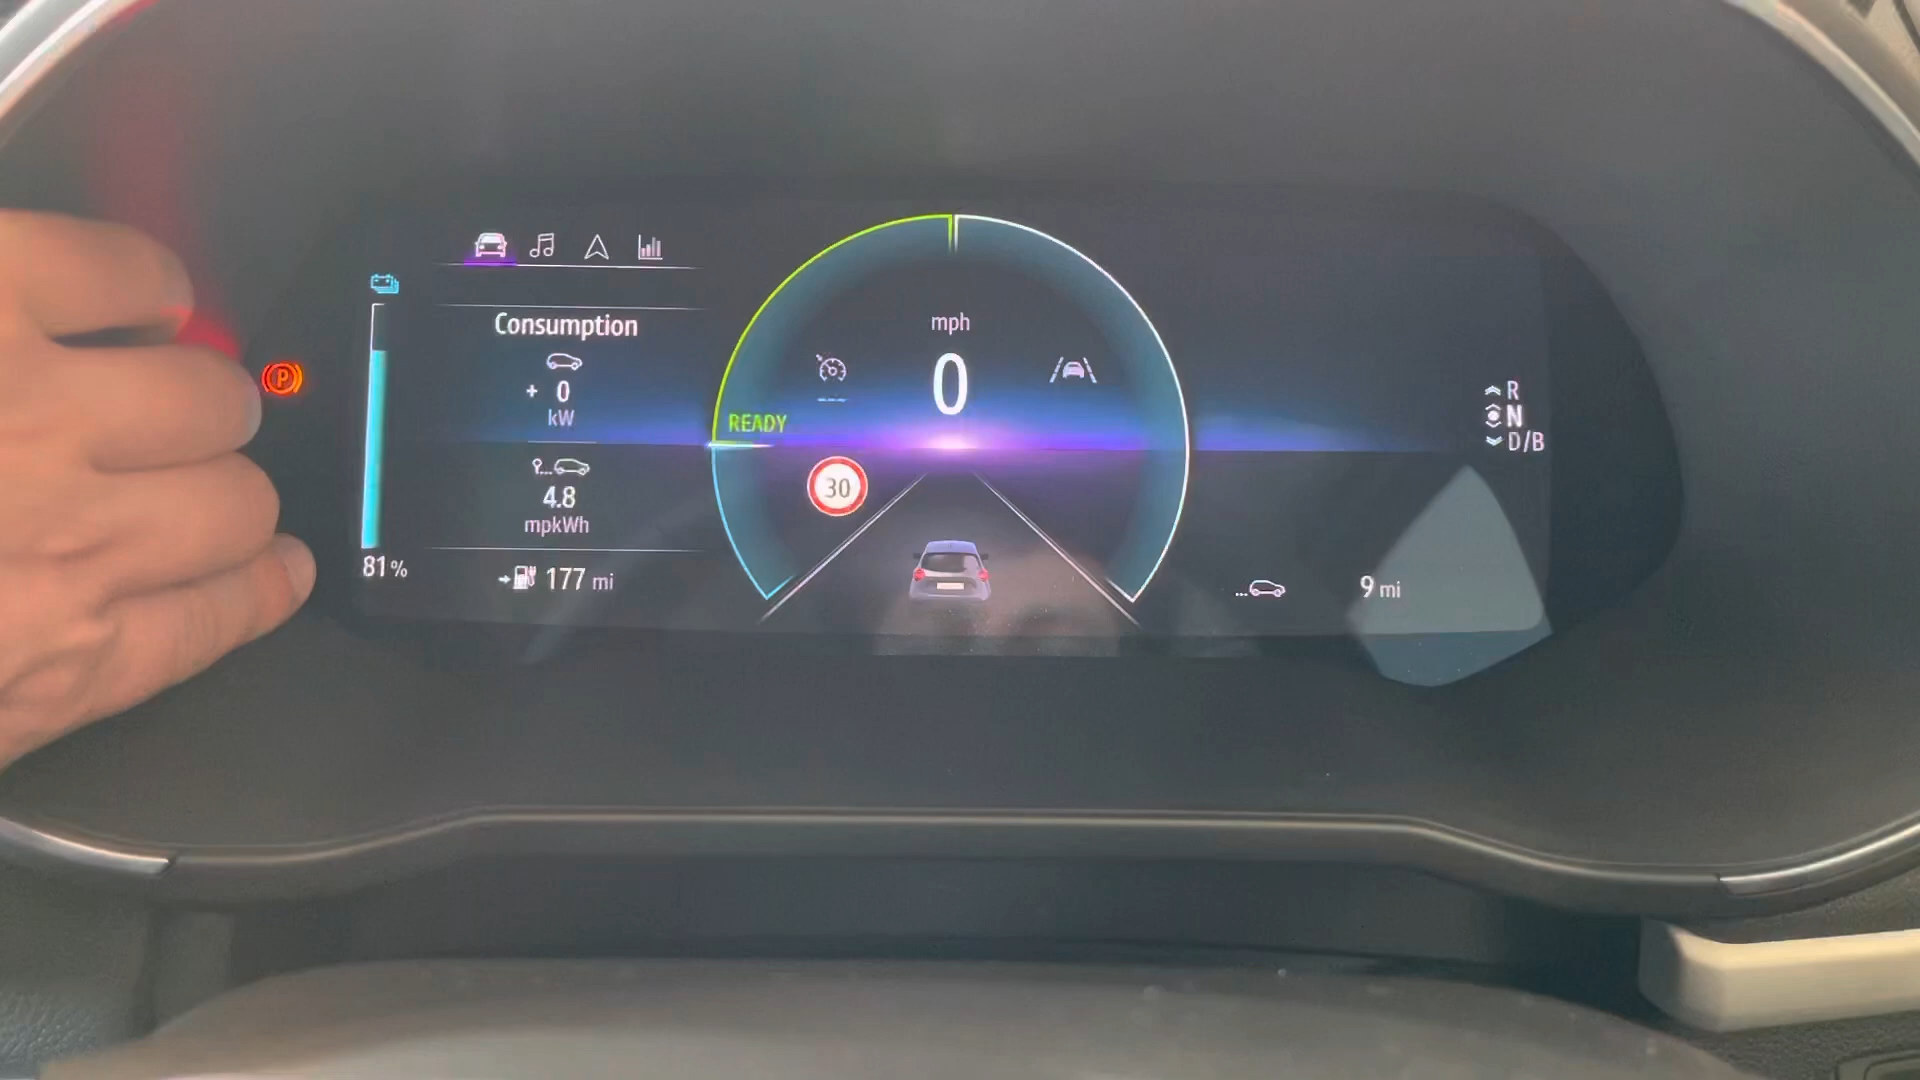 Consumption
+ 0
kW
4.8
mpkWh
177 mi
81%
P
mph
0
READY
30
R
N
D/B
9 mi